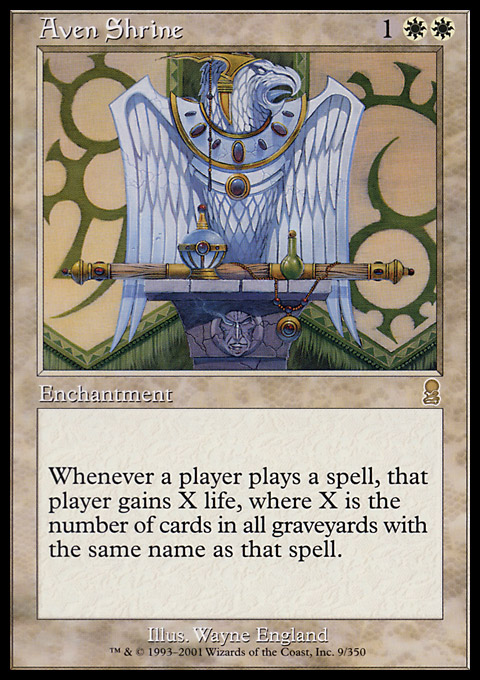 Aven Shrine 1
Enchantment
Whenever a player plays a spell, that
player gains X life, where X is the
number of cards in all graveyards with
the same name as that spell.
Illus. Wayne England
™ & © 1993–2001 Wizards of the Coast, Inc. 9/350